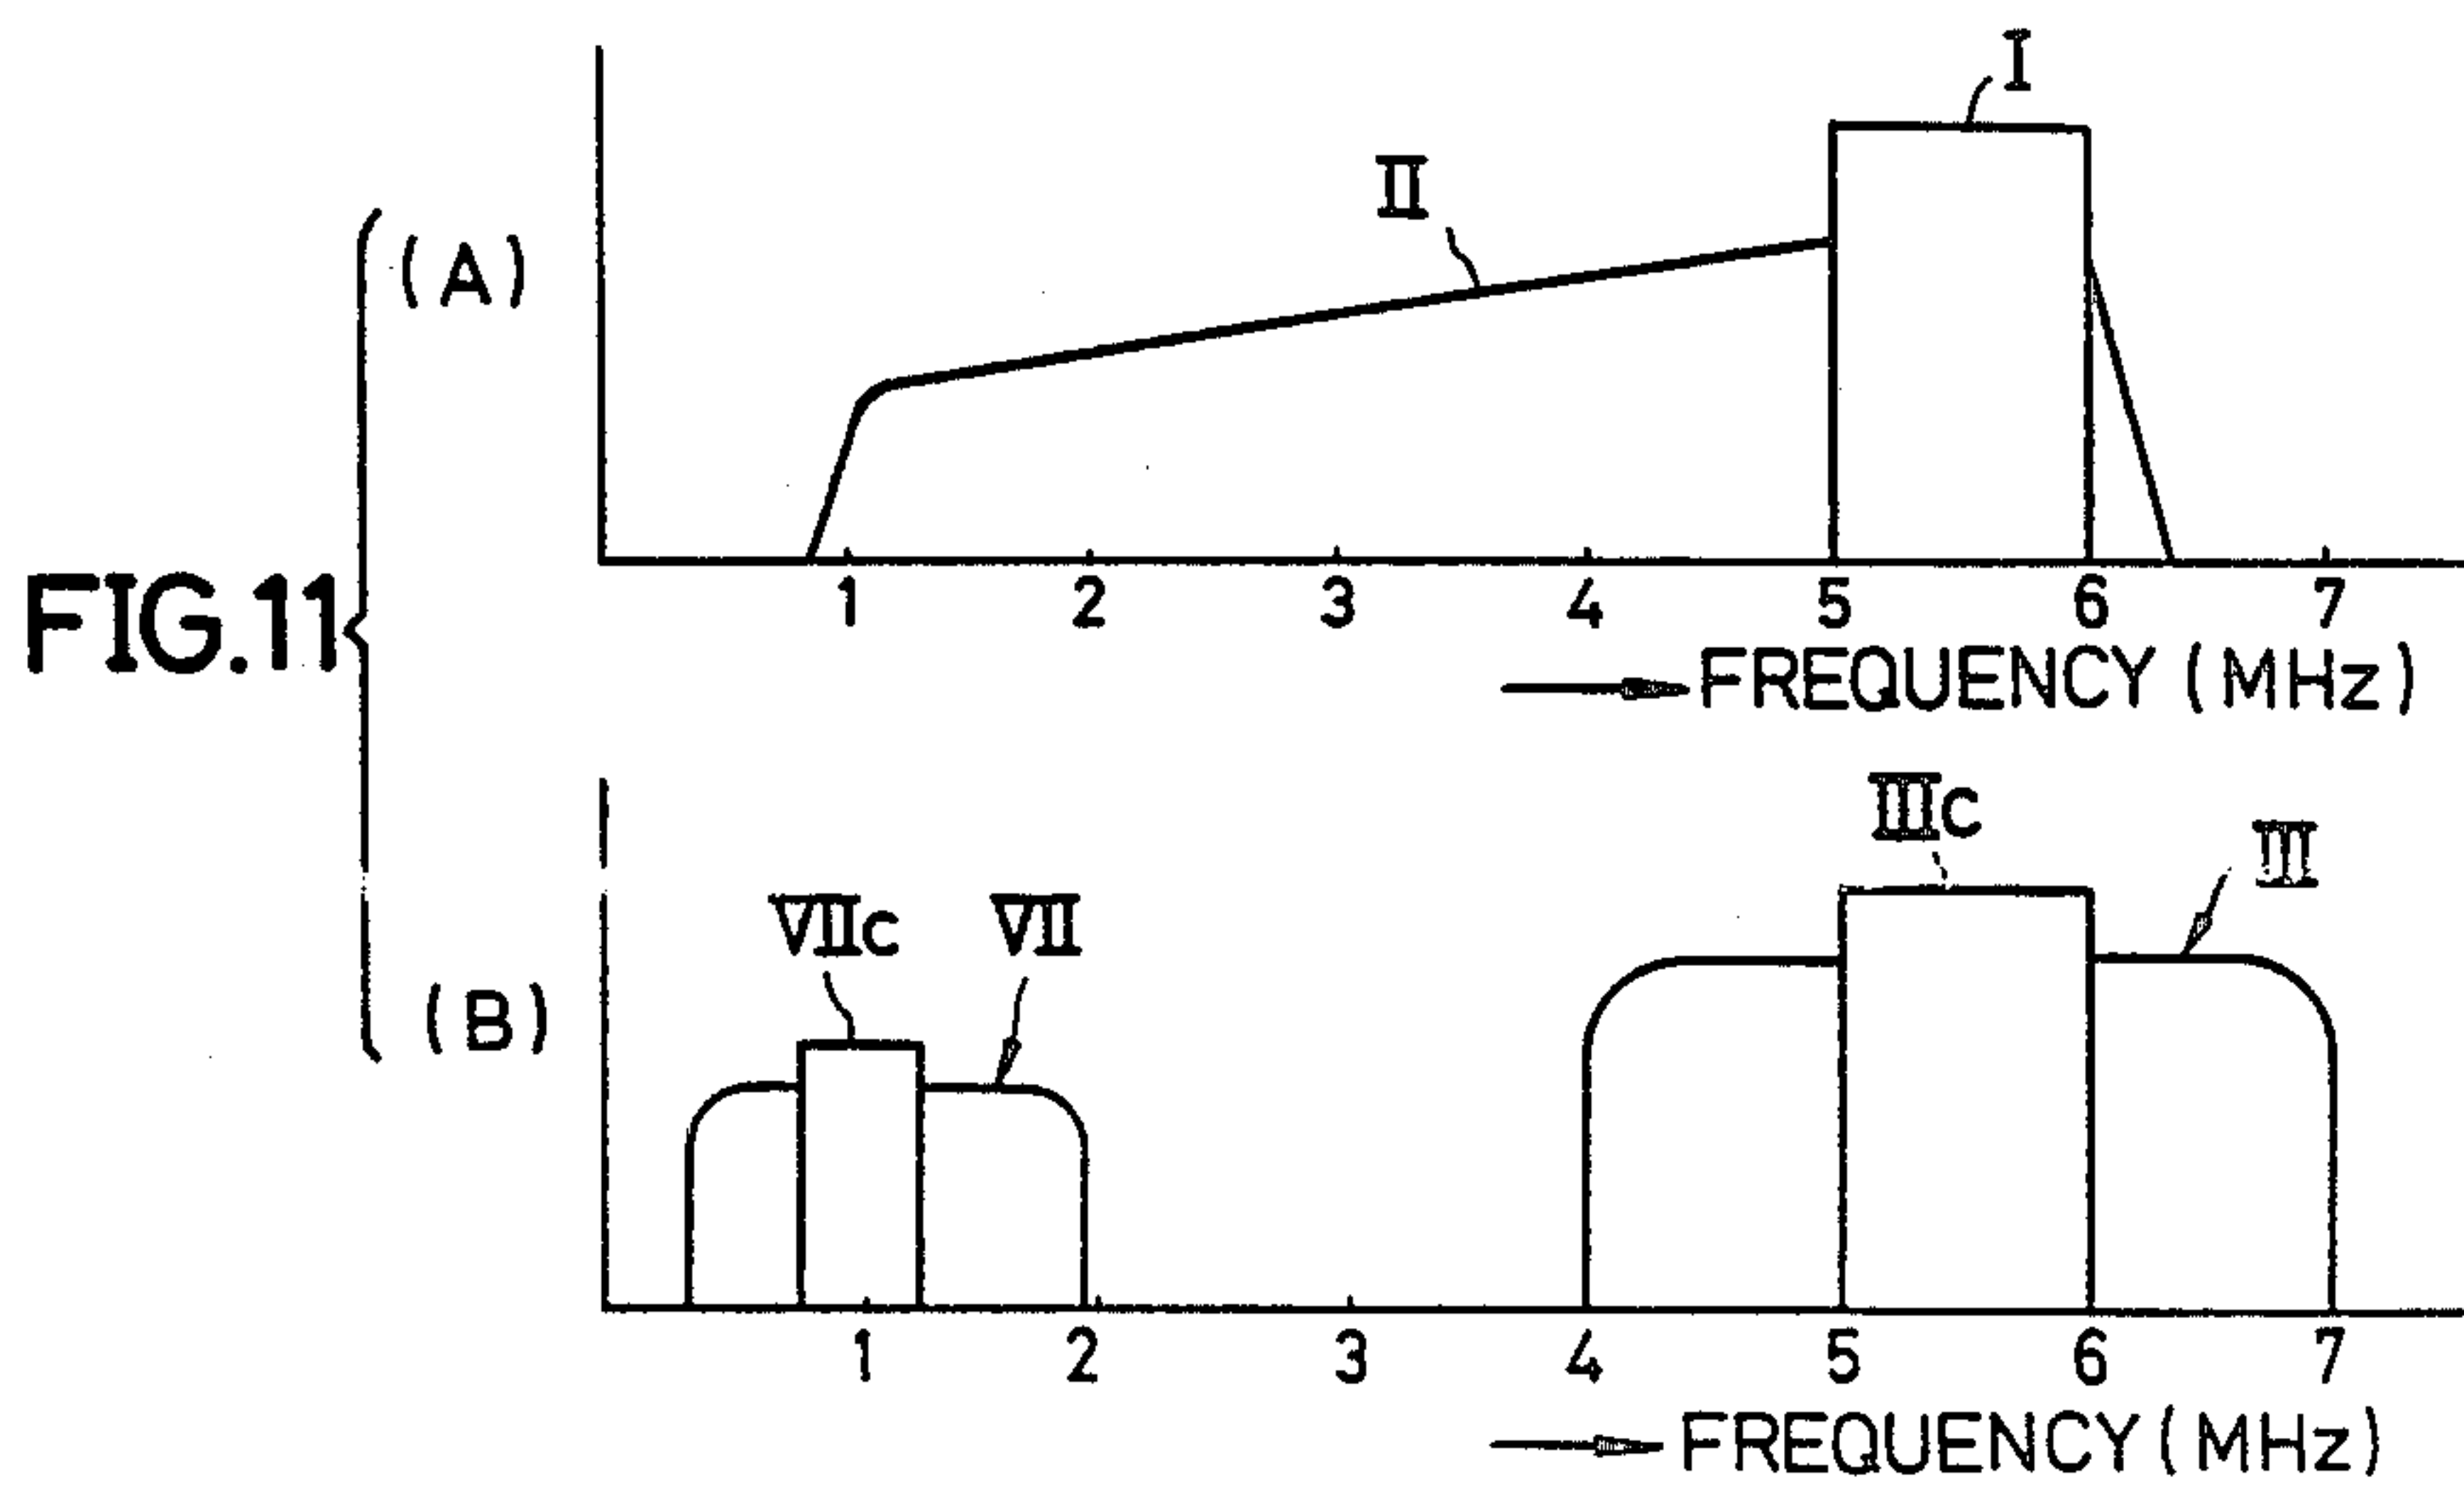 FIG.11
(A)
I
II
1 2 3 4 5 6 7
FREQUENCY (MHz)
(B)
VIIC VII IIIC III
1 2 3 4 5 6 7
FREQUENCY (MHz)